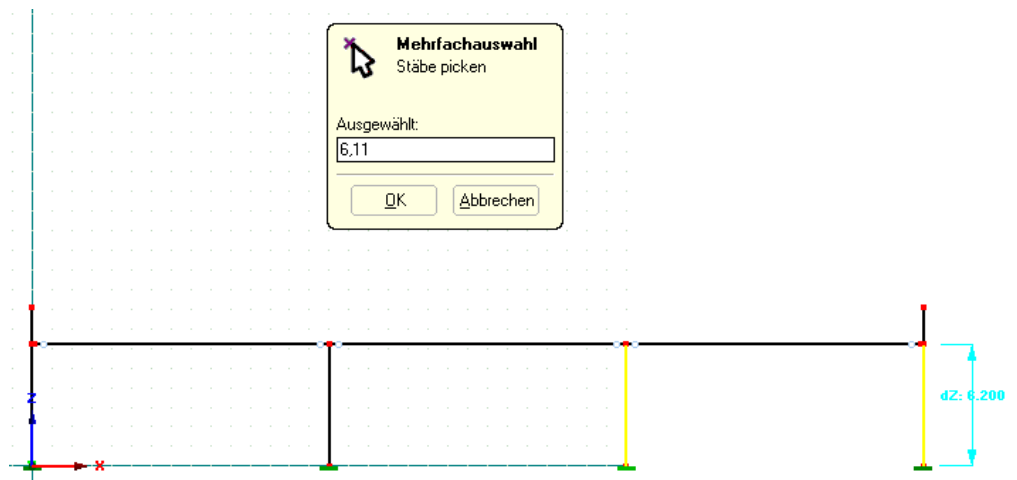 Mehrfachauswahl
Stäbe picken
Ausgewählt:
6,11
OK
Abbrechen
Z
X
dZ: 6.200